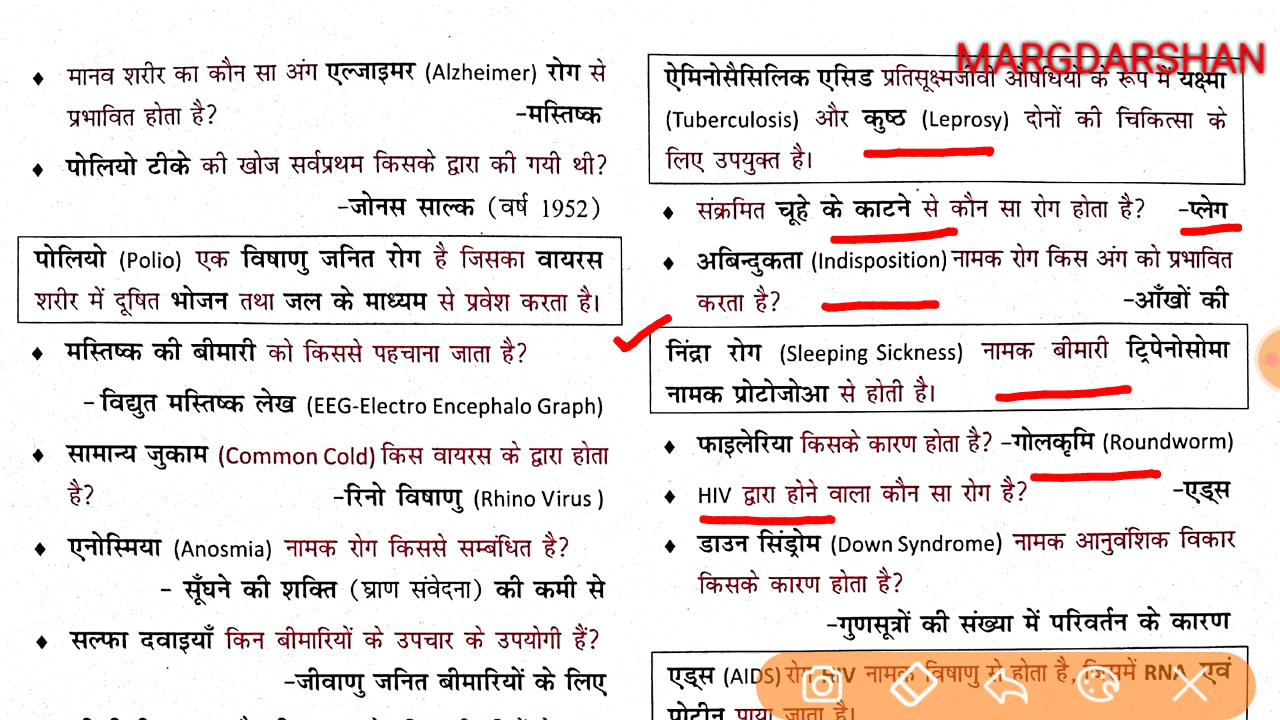 MARGDARSHAN
♦ मानव शरीर का कौन सा अंग एल्जाइमर (Alzheimer) रोग से
प्रभावित होता है? –मस्तिष्क
♦ पोलियो टीके की खोज सर्वप्रथम किसके द्वारा की गयी थी?
–जोनस साल्क (वर्ष 1952)
पोलियो (Polio) एक विषाणु जनित रोग है जिसका वायरस
शरीर में दूषित भोजन तथा जल के माध्यम से प्रवेश करता है।
♦ मस्तिष्क की बीमारी को किससे पहचाना जाता है?
– विद्युत मस्तिष्क लेख (EEG-Electro Encephalo Graph)
♦ सामान्य जुकाम (Common Cold) किस वायरस के द्वारा होता
है? –रिनो विषाणु (Rhino Virus )
♦ एनोस्मिया (Anosmia) नामक रोग किससे सम्बंधित है?
– सूँघने की शक्ति (घ्राण संवेदना) की कमी से
♦ सल्फा दवाइयाँ किन बीमारियों के उपचार के उपयोगी हैं?
–जीवाणु जनित बीमारियों के लिए
ऐमिनोसैसिलिक एसिड प्रतिसूक्ष्मजीवी औषधियों के रूप में यक्ष्मा
(Tuberculosis) और कुष्ठ (Leprosy) दोनों की चिकित्सा के
लिए उपयुक्त है।
♦ संक्रमित चूहे के काटने से कौन सा रोग होता है? –प्लेग
♦ अबिन्दुकता (Indisposition) नामक रोग किस अंग को प्रभावित
करता है? –आँखों की
निंद्रा रोग (Sleeping Sickness) नामक बीमारी ट्रिपेनोसोमा
नामक प्रोटोजोआ से होती है।
♦ फाइलेरिया किसके कारण होता है? –गोलकृमि (Roundworm)
♦ HIV द्वारा होने वाला कौन सा रोग है? –एड्स
♦ डाउन सिंड्रोम (Down Syndrome) नामक आनुवंशिक विकार
किसके कारण होता है?
–गुणसूत्रों की संख्या में परिवर्तन के कारण
एड्स (AIDS) रोग HIV नामक विषाणु से होता है, जिसमें RNA एवं
प्रोटीन पाया जाता है।